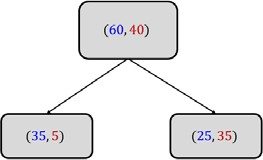 (60, 40)
(35, 5)
(25, 35)